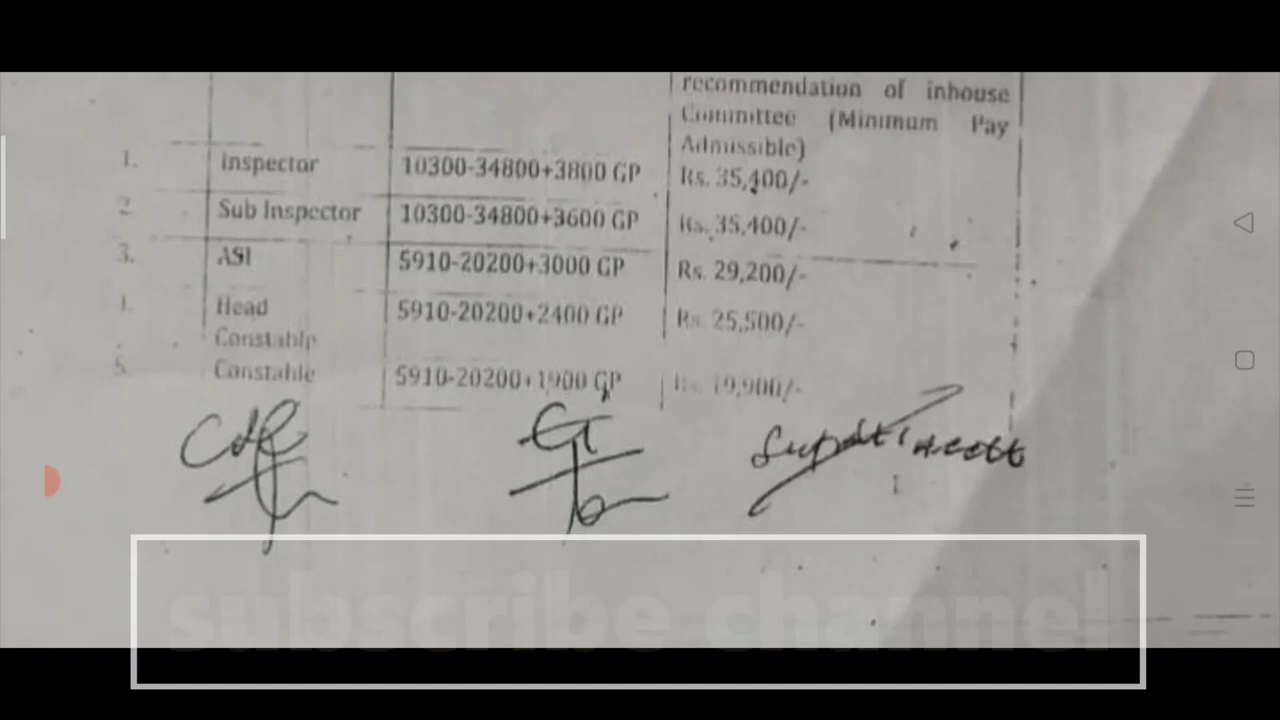 recommendation of inhouse
Committee (Minimum Pay
Admissible)
1. Inspector 10300-34800+3800 GP Rs. 35,400/-
2 Sub Inspector 10300-34800+3600 GP Rs. 35,400/-
3. ASI 5910-20200+3000 GP Rs. 29,200/-
Head 5910-20200+2400 GP Rs. 25,500/-
Constable
5. Constable 5910-20200+1900 GP Rs. 19,900/-
subscribe channel